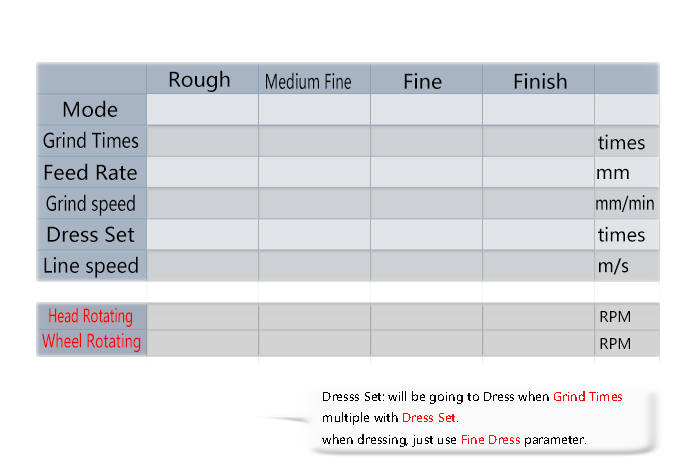 Rough Medium Fine Fine Finish
Mode
Grind Times times
Feed Rate mm
Grind speed mm/min
Dress Set times
Line speed m/s
Head Rotating RPM
Wheel Rotating RPM
Dresss Set: will be going to Dress when Grind Times
multiple with Dress Set.
when dressing, just use Fine Dress parameter.